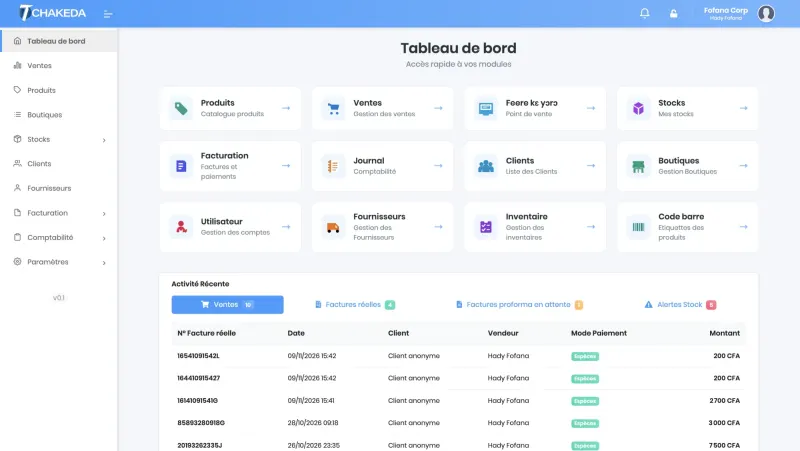 TCHAKEDA
Fofana Corp
Hady Fofana
Tableau de bord
Ventes
Produits
Boutiques
Stocks
Clients
Fournisseurs
Facturation
Comptabilité
Paramètres
v0.1
Tableau de bord
Accès rapide à vos modules
Produits
Catalogue produits
Ventes
Gestion des ventes
Feere kɛ yɔrɔ
Point de vente
Stocks
Mes stocks
Facturation
Factures et
paiements
Journal
Comptabilité
Clients
Liste des Clients
Boutiques
Gestion Boutiques
Utilisateur
Gestion des comptes
Fournisseurs
Gestion des
Fournisseurs
Inventaire
Gestion des
inventaires
Code barre
Etiquettes des
produits
Activité Récente
Ventes 10
Factures réelles 4
Factures proforma en attente 1
Alertes Stock 5
N° Facture réelle Date Client Vendeur Mode Paiement Montant
16541091542L 09/11/2026 15:42 Client anonyme Hady Fofana Espèces 200 CFA
164410915427 09/11/2026 15:42 Client anonyme Hady Fofana Espèces 200 CFA
16141091541G 09/11/2026 15:41 Client anonyme Hady Fofana Espèces 2 700 CFA
85893280918G 28/10/2026 09:18 Client anonyme Hady Fofana Espèces 3 000 CFA
20193262335J 26/10/2026 23:35 Client anonyme Hady Fofana Espèces 7 500 CFA